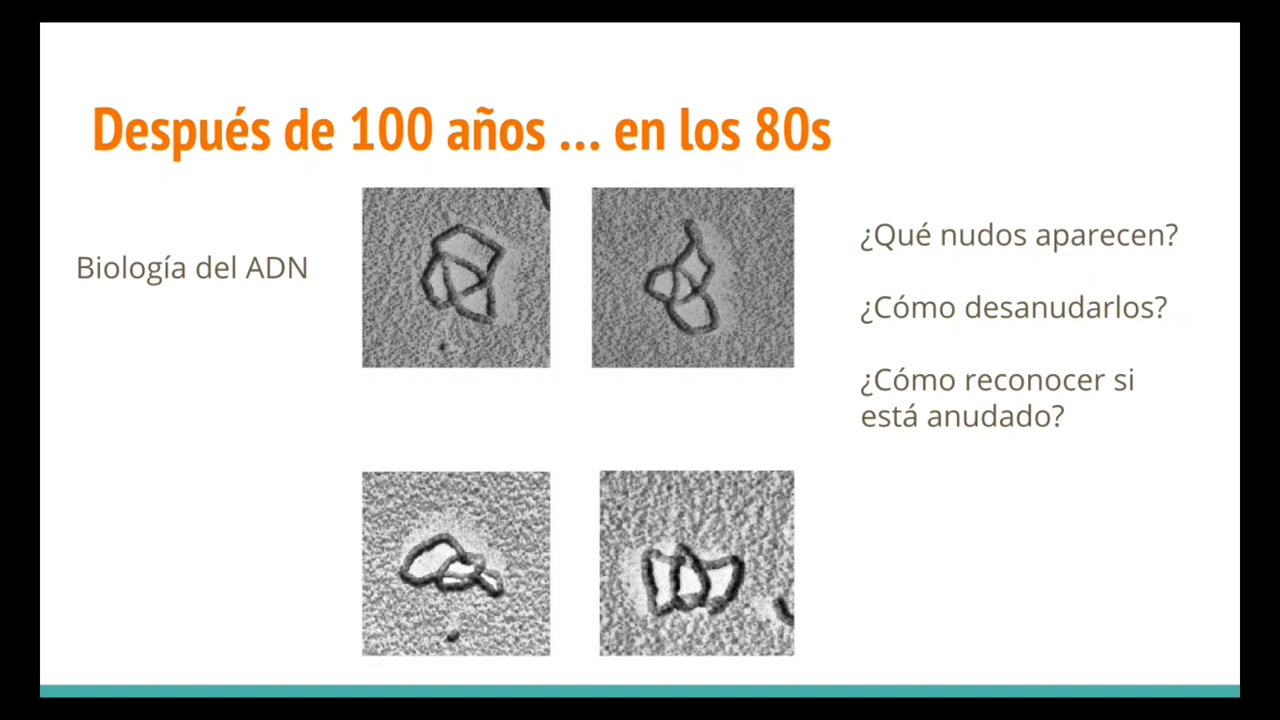 Después de 100 años ... en los 80s
Biología del ADN
¿Qué nudos aparecen?
¿Cómo desanudarlos?
¿Cómo reconocer si
está anudado?